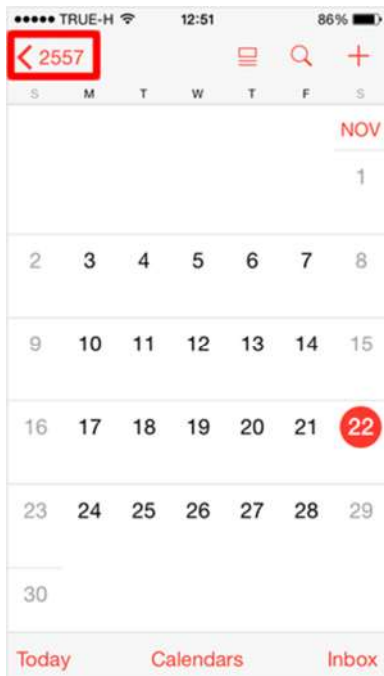 TRUE-H 12:51 86%
2557
S M T W T F S
NOV
1
2 3 4 5 6 7 8
9 10 11 12 13 14 15
16 17 18 19 20 21 22
23 24 25 26 27 28 29
30
Today Calendars Inbox